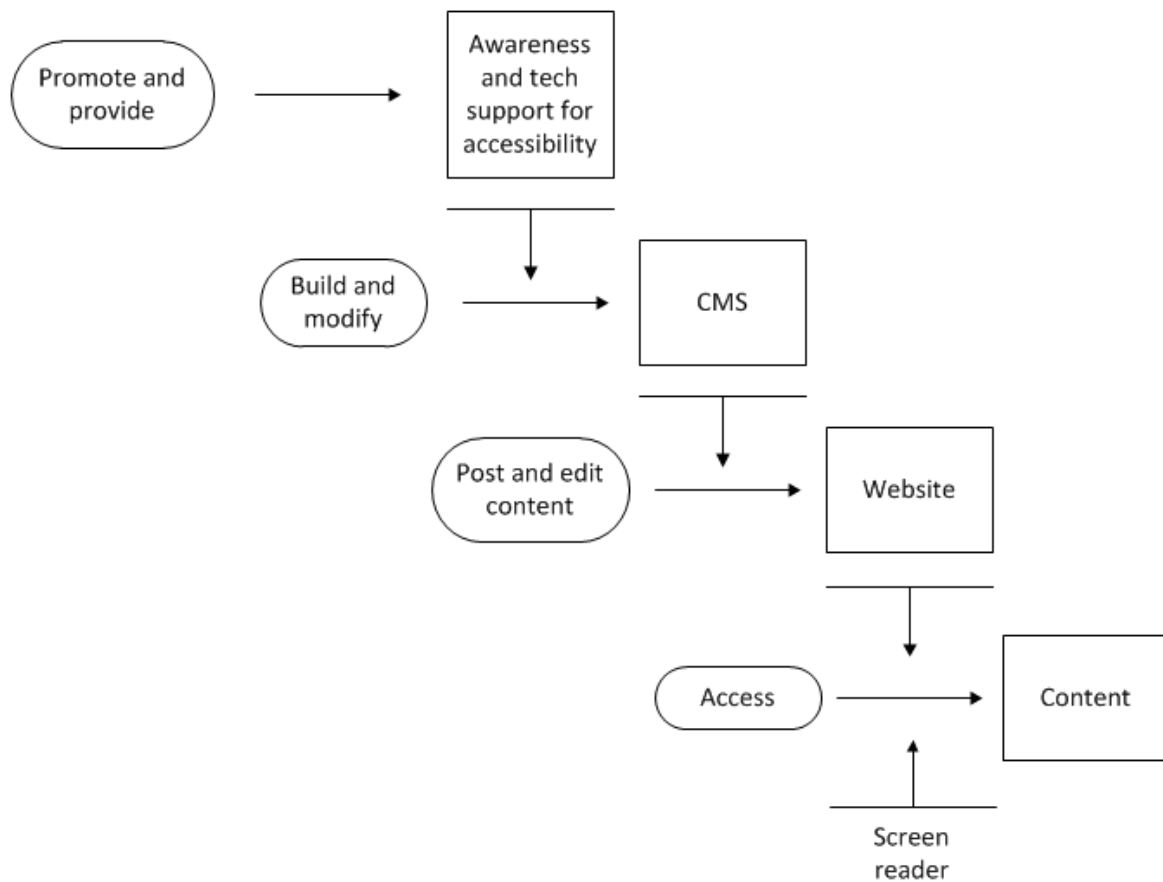 Promote and
provide
Awareness
and tech
support for
accessibility
Build and
modify
CMS
Post and edit
content
Website
Access
Content
Screen
reader